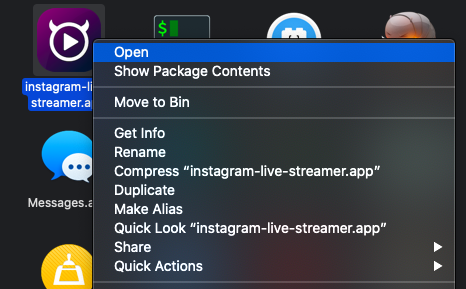 $
instagram-li
streamer.ap
Messages.a
Open
Show Package Contents
Move to Bin
Get Info
Rename
Compress “instagram-live-streamer.app”
Duplicate
Make Alias
Quick Look “instagram-live-streamer.app”
Share
Quick Actions